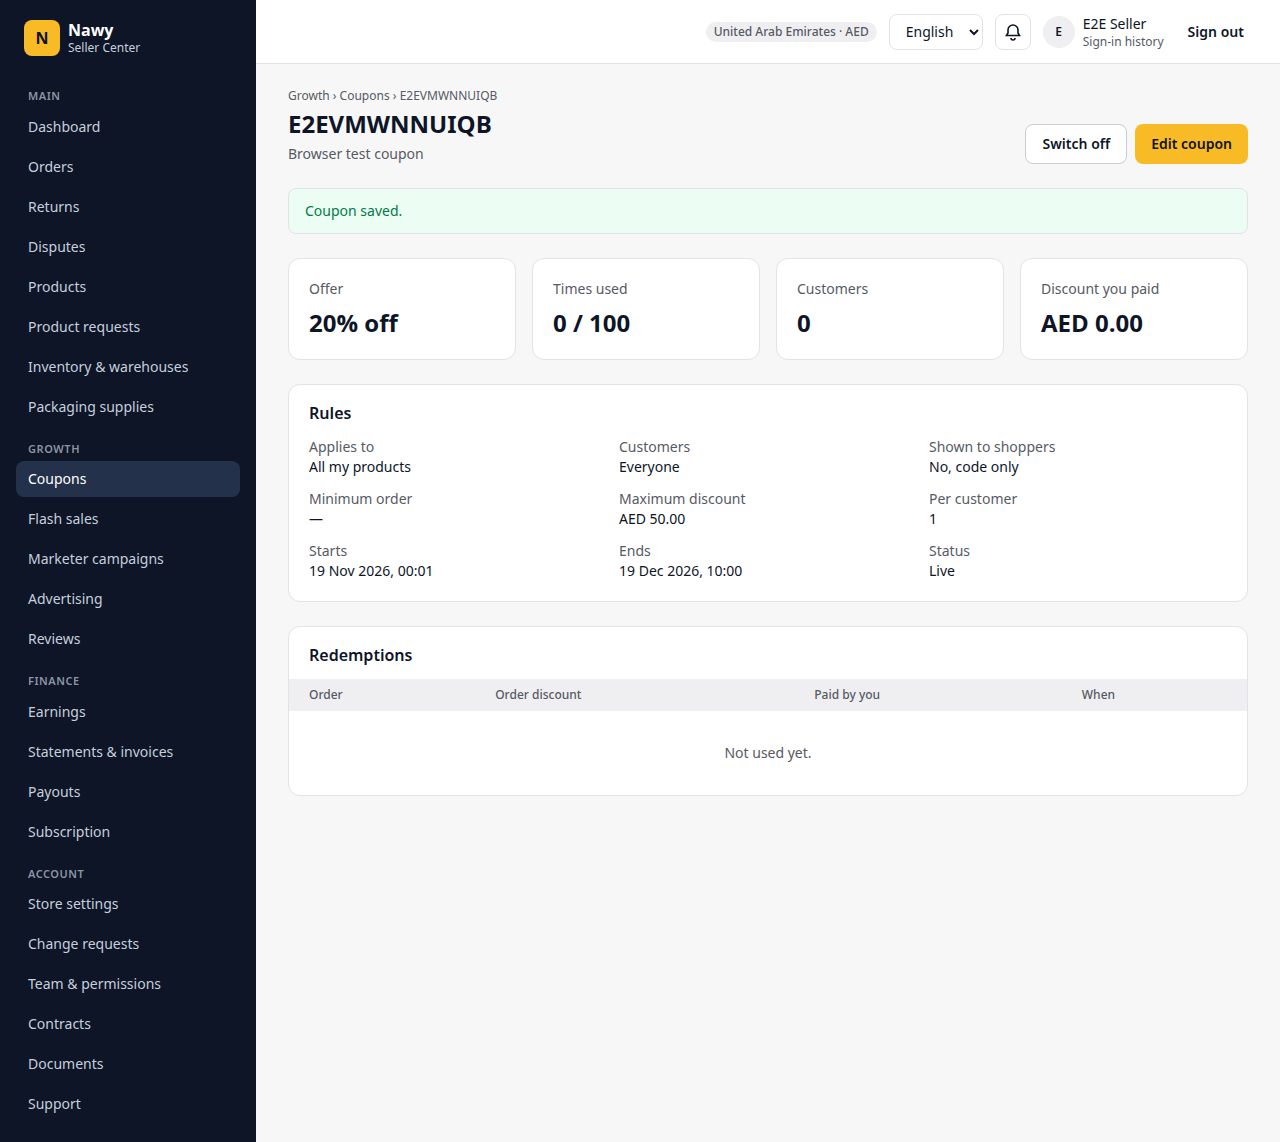 N
Nawy
Seller Center
MAIN
Dashboard
Orders
Returns
Disputes
Products
Product requests
Inventory & warehouses
Packaging supplies
GROWTH
Coupons
Flash sales
Marketer campaigns
Advertising
Reviews
FINANCE
Earnings
Statements & invoices
Payouts
Subscription
ACCOUNT
Store settings
Change requests
Team & permissions
Contracts
Documents
Support
United Arab Emirates · AED
English
E
E2E Seller
Sign-in history
Sign out
Growth › Coupons › E2EVMWNNUIQB
E2EVMWNNUIQB
Browser test coupon
Switch off
Edit coupon
Coupon saved.
Offer
20% off
Times used
0 / 100
Customers
0
Discount you paid
AED 0.00
Rules
Applies to
All my products
Customers
Everyone
Shown to shoppers
No, code only
Minimum order
—
Maximum discount
AED 50.00
Per customer
1
Starts
19 Nov 2026, 00:01
Ends
19 Dec 2026, 10:00
Status
Live
Redemptions
Order Order discount Paid by you When
Not used yet.